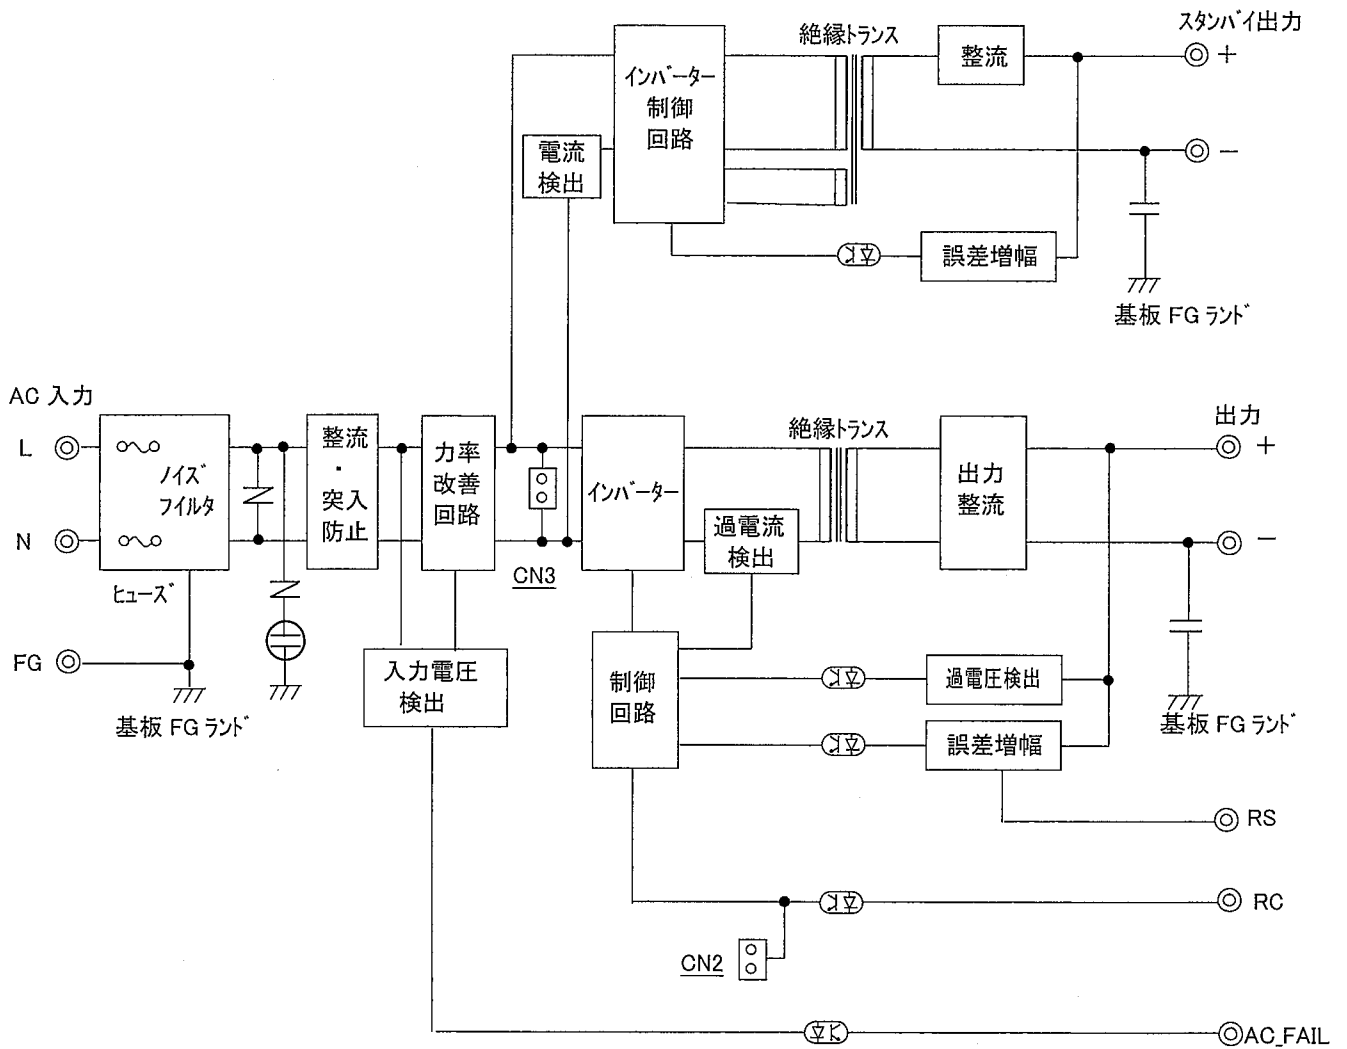 スタンバイ出力
絶縁トランス
整流
+
インバーター
制御
回路
電流
検出
-
誤差増幅
基板 FG ランド
AC 入力
L
N
FG
ノイズ
フイルタ
ヒューズ
基板 FG ランド
整流
・
突入
防止
力率
改善
回路
CN3
入力電圧
検出
インバーター
過電流
検出
絶縁トランス
出力
整流
出力
+
-
制御
回路
過電圧検出
誤差増幅
基板 FG ランド
RS
RC
CN2
AC_FAIL